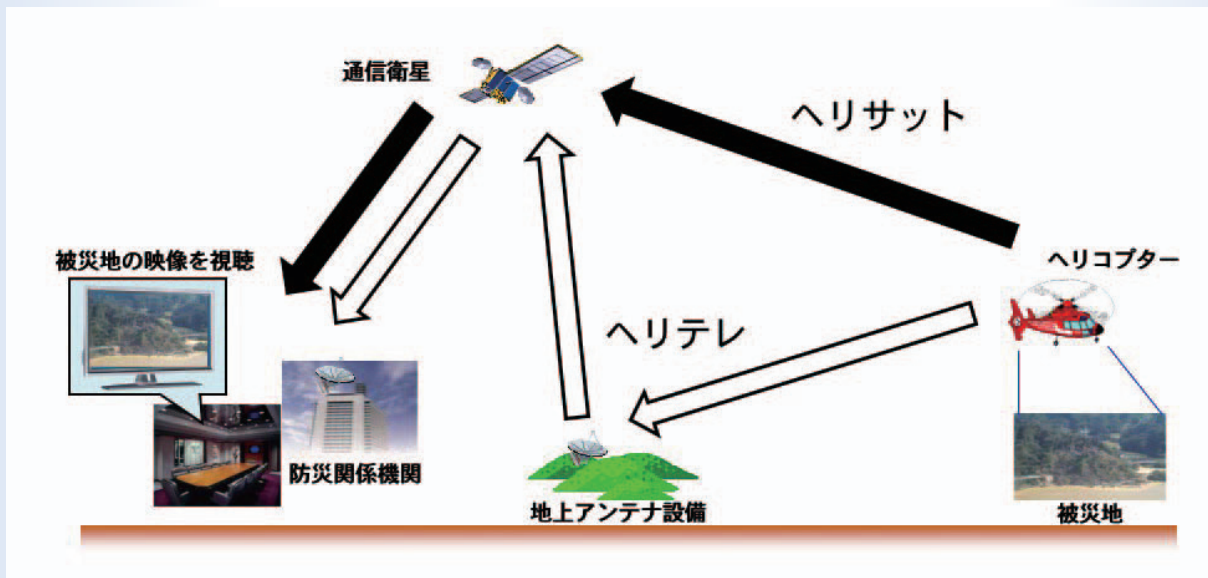 通信衛星
ヘリサット
ヘリコプター
被災地の映像を視聴
ヘリテレ
防災関係機関
地上アンテナ設備
被災地